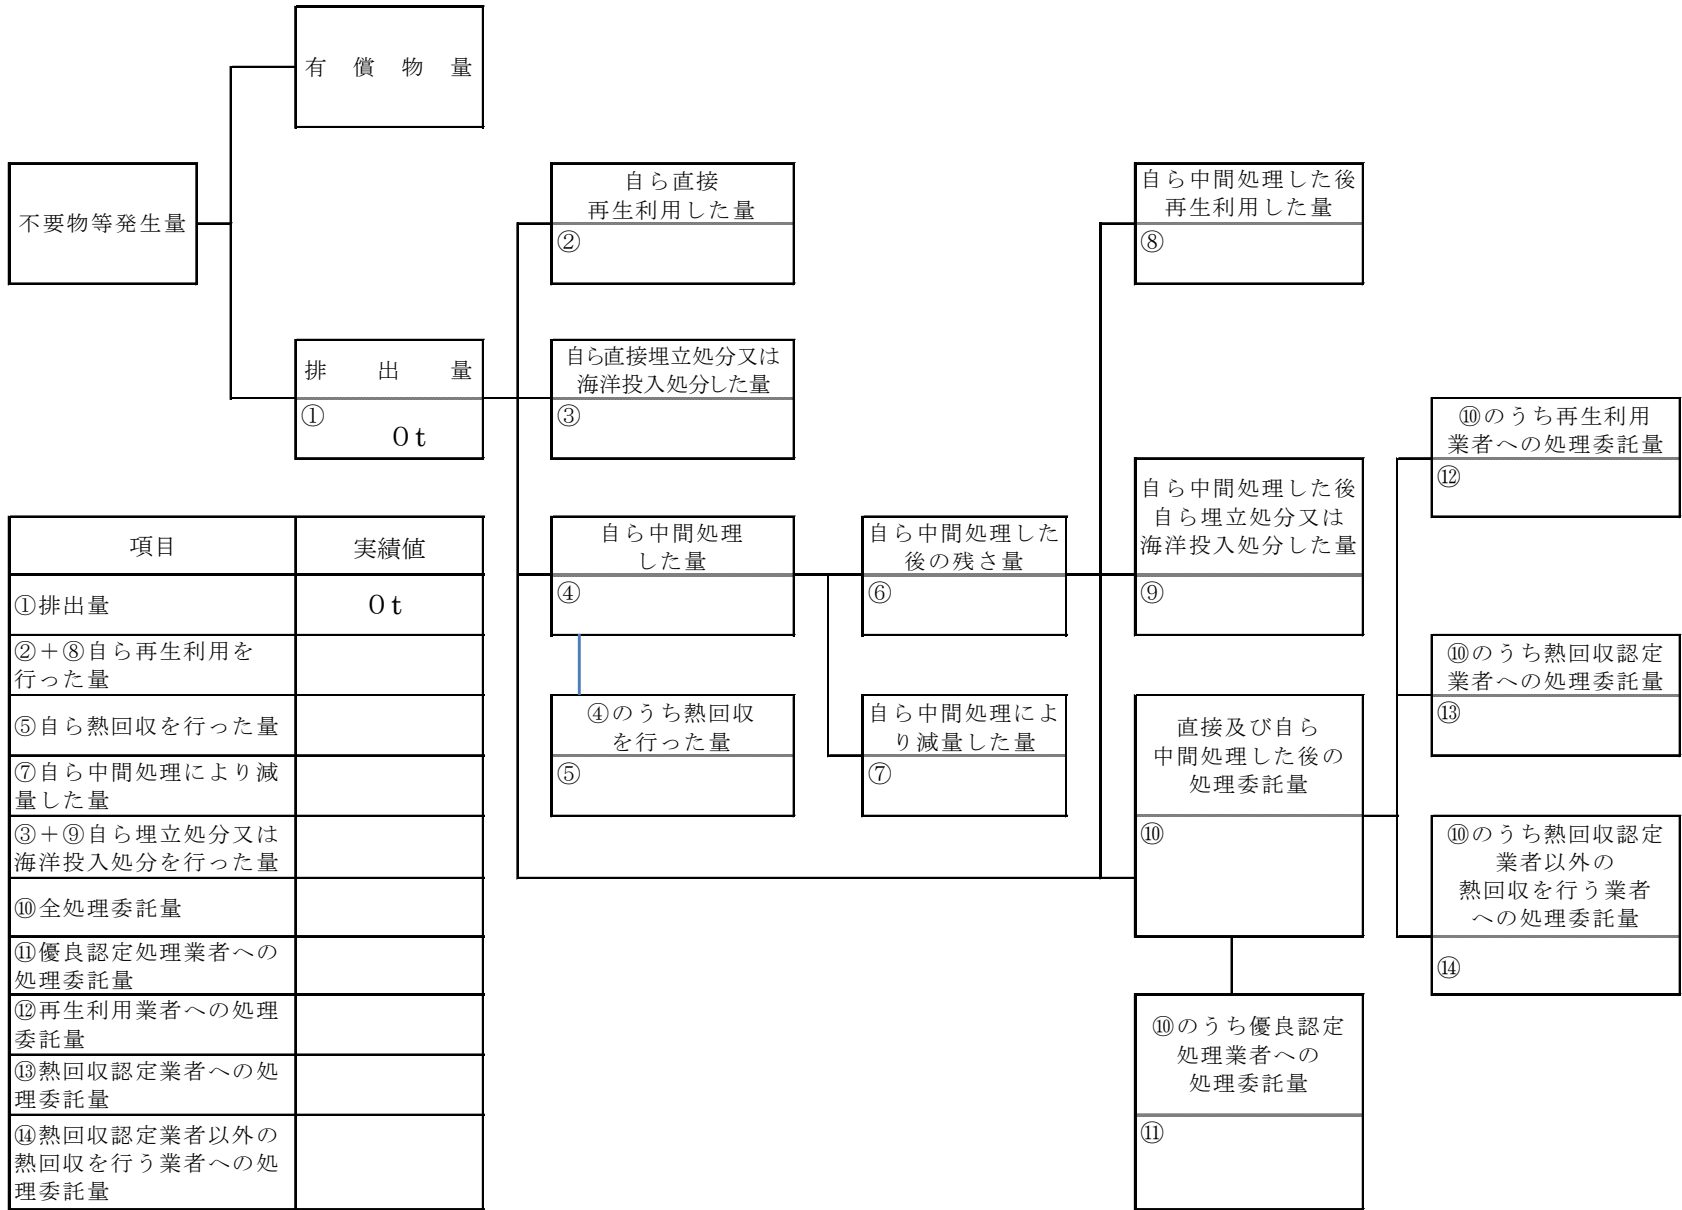 有償物量
不要物等発生量
排出量
①
0t
自ら直接
再生利用した量
②
自ら直接埋立処分又は
海洋投入処分した量
③
自ら中間処理
した量
④
④のうち熱回収
を行った量
⑤
自ら中間処理した
後の残さ量
⑥
自ら中間処理によ
り減量した量
⑦
自ら中間処理した後
再生利用した量
⑧
自ら中間処理した後
自ら埋立処分又は
海洋投入処分した量
⑨
直接及び自ら
中間処理した後の
処理委託量
⑩
⑩のうち優良認定
処理業者への
処理委託量
⑪
⑩のうち再生利用
業者への処理委託量
⑫
⑩のうち熱回収認定
業者への処理委託量
⑬
⑩のうち熱回収認定
業者以外の
熱回収を行う業者
への処理委託量
⑭
項目 実績値
①排出量 0t
②＋⑧自ら再生利用を
行った量
⑤自ら熱回収を行った量
⑦自ら中間処理により減
量した量
③＋⑨自ら埋立処分又は
海洋投入処分を行った量
⑩全処理委託量
⑪優良認定処理業者への
処理委託量
⑫再生利用業者への処理
委託量
⑬熱回収認定業者への処
理委託量
⑭熱回収認定業者以外の
熱回収を行う業者への処
理委託量